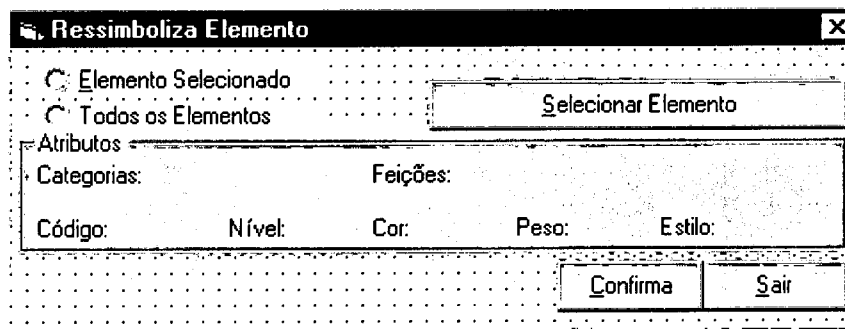 Ressimboliza Elemento
Elemento Selecionado
Todos os Elementos
Selecionar Elemento
Atributos
Categorias: Feições:
Código: Nível: Cor: Peso: Estilo:
Confirma Sair